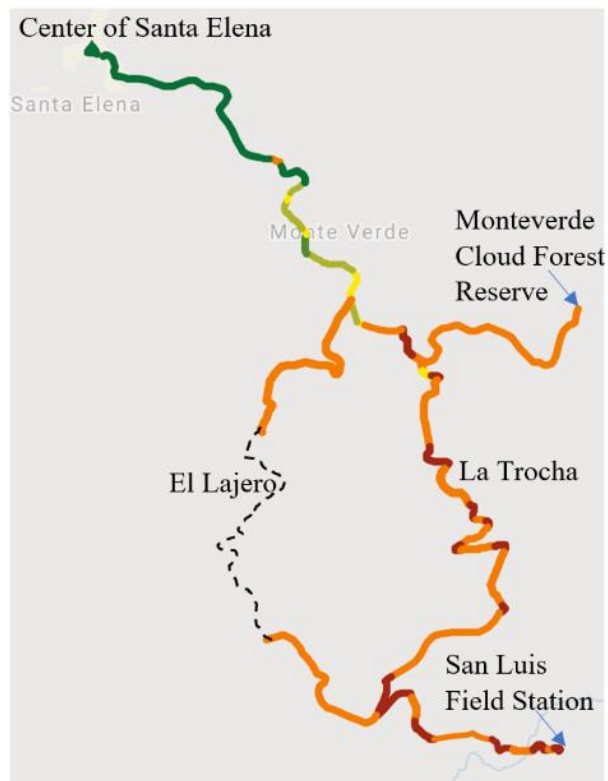 Center of Santa Elena
Santa Elena
Monte Verde
Monteverde
Cloud Forest
Reserve
El Lajero
La Trocha
San Luis
Field Station